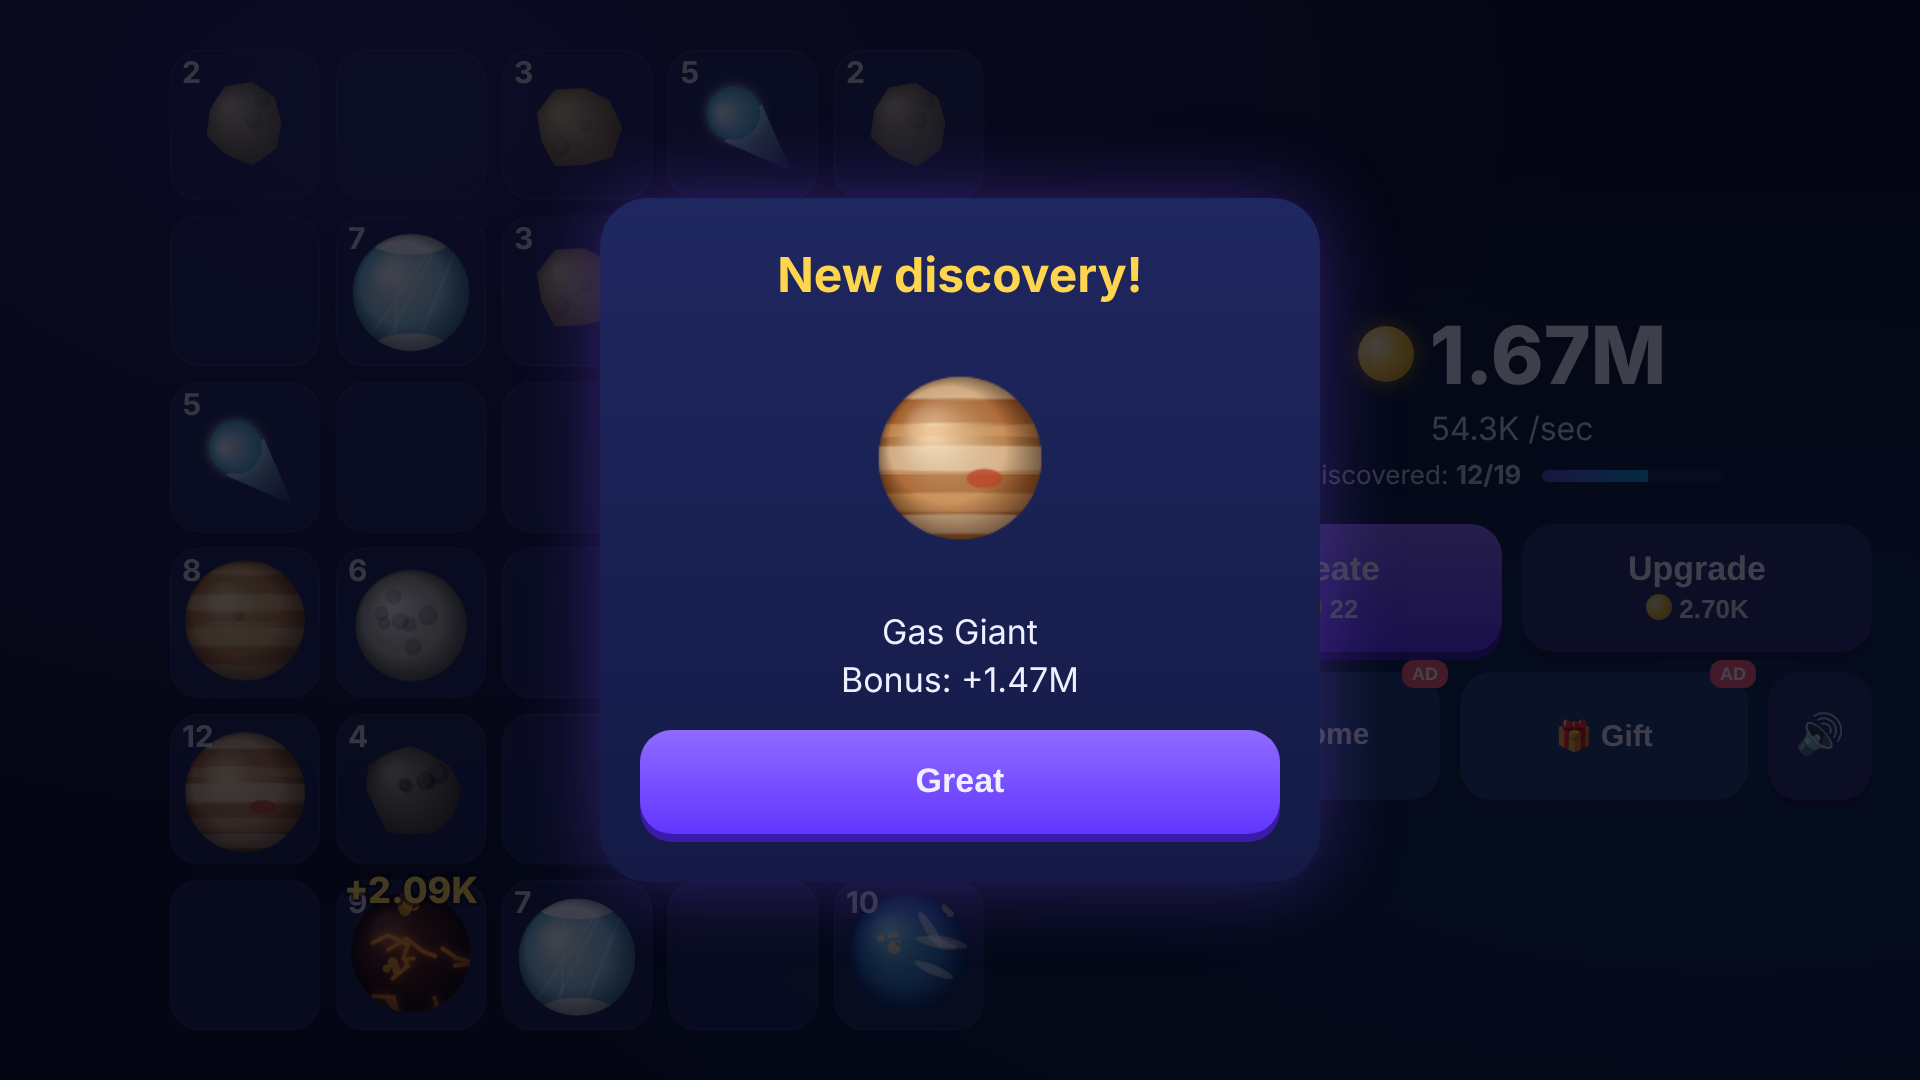 2
3
5
2
7
3
5
8
6
12
4
+2.09K
9
7
10
New discovery!
Gas Giant
Bonus: +1.47M
Great
1.67M
54.3K /sec
iscovered: 12/19
eate
22
Upgrade
2.70K
AD
ome
AD
Gift